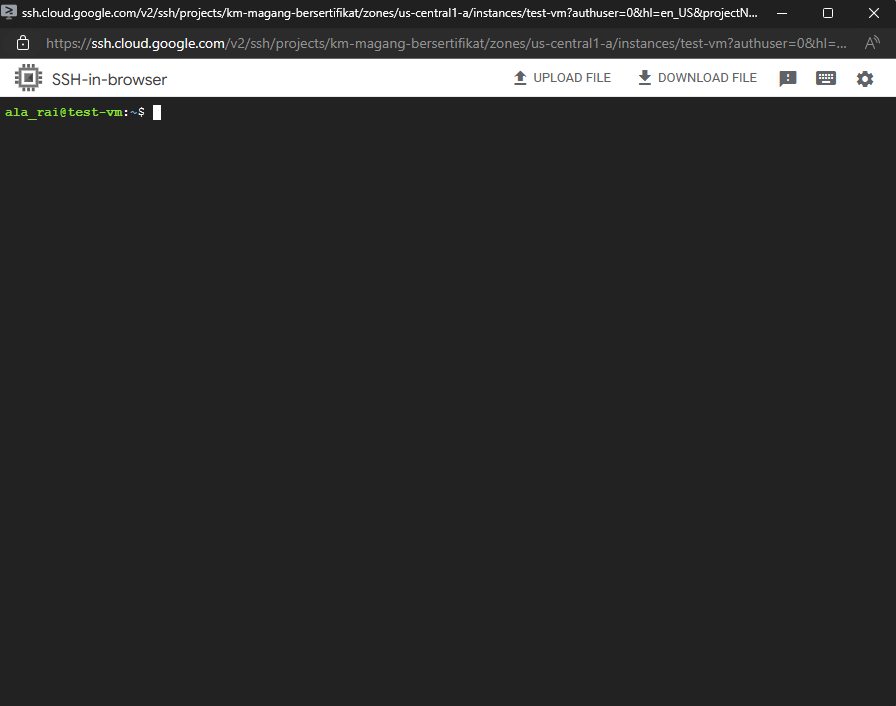 ssh.cloud.google.com/v2/ssh/projects/km-magang-bersertifikat/zones/us-central1-a/instances/test-vm?authuser=0&hl=en_US&projectN...
https://ssh.cloud.google.com/v2/ssh/projects/km-magang-bersertifikat/zones/us-central1-a/instances/test-vm?authuser=0&hl=...
SSH-in-browser
UPLOAD FILE
DOWNLOAD FILE
ala_rai@test-vm:~$